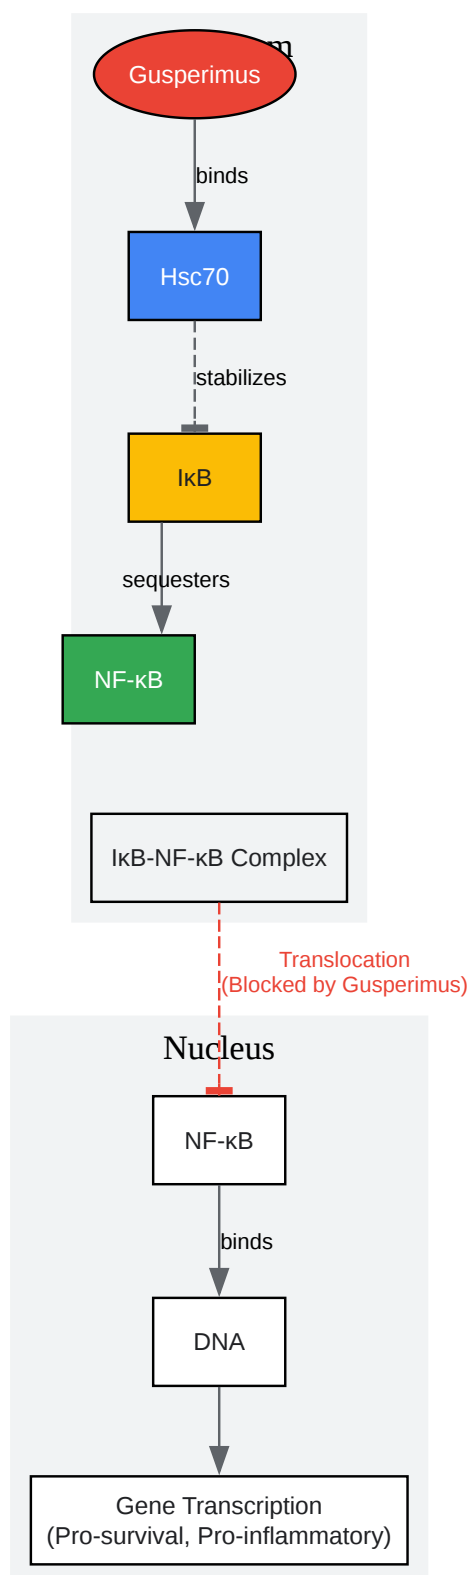 Gusperimus
binds
Hsc70
stabilizes
IκB
sequesters
NF-κB
IκB-NF-κB Complex
Translocation
(Blocked by Gusperimus)
Nucleus
NF-κB
binds
DNA
Gene Transcription
(Pro-survival, Pro-inflammatory)